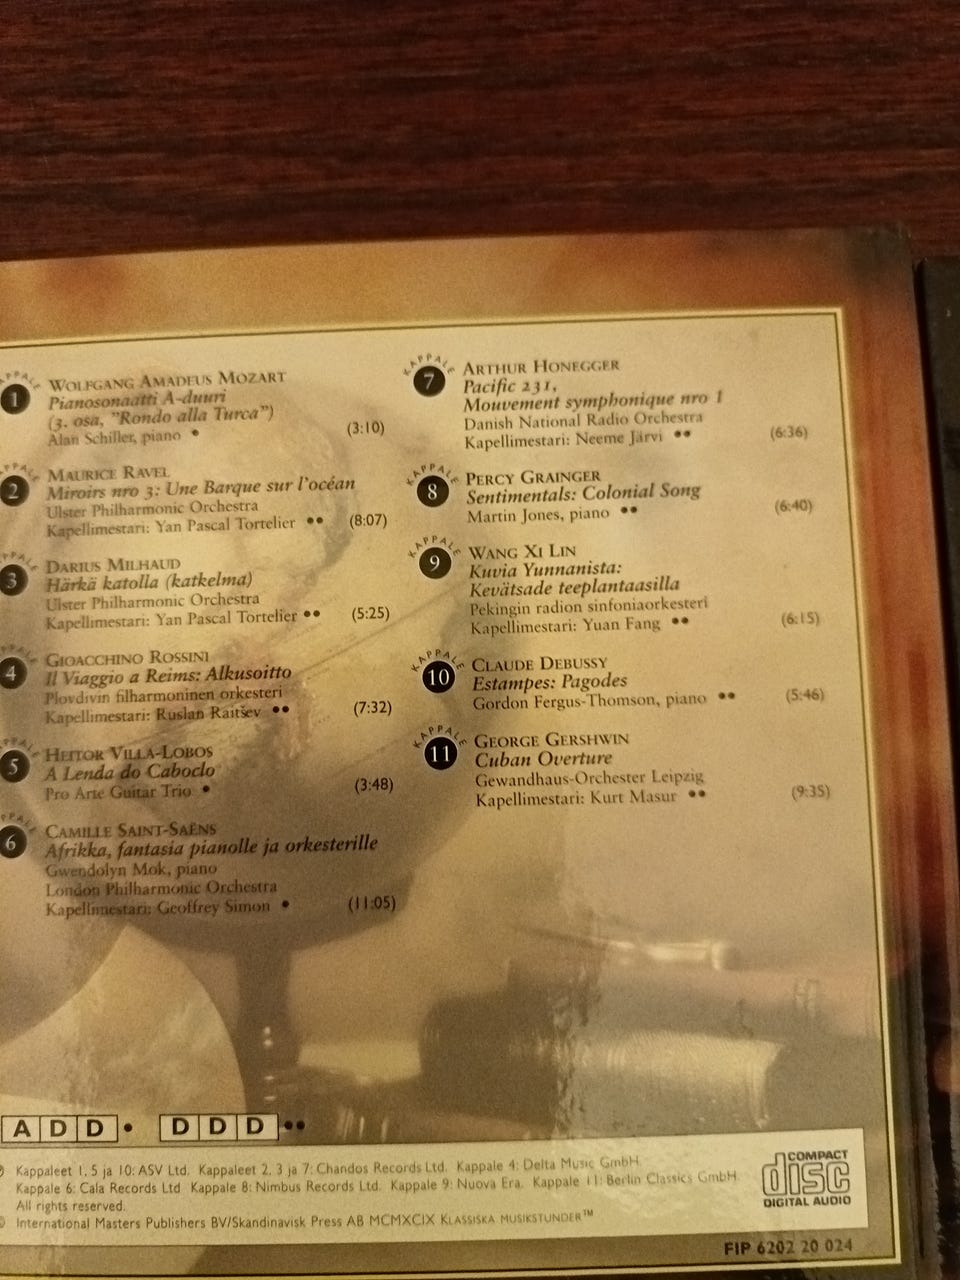 KAPPALE
1
WOLFGANG AMADEUS MOZART
Pianosonaatti A-duuri
(3. osa, "Rondo alla Turca")
Alan Schiller, piano • (3:10)
KAPPALE
2
MAURICE RAVEL
Miroirs nro 3: Une Barque sur l'océan
Ulster Philharmonic Orchestra
Kapellimestari: Yan Pascal Tortelier •• (8:07)
KAPPALE
3
DARIUS MILHAUD
Härkä katolla (katkelma)
Ulster Philharmonic Orchestra
Kapellimestari: Yan Pascal Tortelier •• (5:25)
KAPPALE
4
GIOACCHINO ROSSINI
Il Viaggio a Reims: Alkusoitto
Plovdivin filharmoninen orkesteri
Kapellimestari: Ruslan Raitšev •• (7:32)
KAPPALE
5
HEITOR VILLA-LOBOS
A Lenda do Caboclo
Pro Arte Guitar Trio • (3:48)
KAPPALE
6
CAMILLE SAINT-SAËNS
Afrikka, fantasia pianolle ja orkesterille
Gwendolyn Mok, piano
London Philharmonic Orchestra
Kapellimestari: Geoffrey Simon • (11:05)
KAPPALE
7
ARTHUR HONEGGER
Pacific 231,
Mouvement symphonique nro 1
Danish National Radio Orchestra
Kapellimestari: Neeme Järvi •• (6:36)
KAPPALE
8
PERCY GRAINGER
Sentimentals: Colonial Song
Martin Jones, piano •• (6:40)
KAPPALE
9
WANG XI LIN
Kuvia Yunnanista:
Kevätsade teeplantaasilla
Pekingin radion sinfoniaorkesteri
Kapellimestari: Yuan Fang •• (6:15)
KAPPALE
10
CLAUDE DEBUSSY
Estampes: Pagodes
Gordon Fergus-Thomson, piano •• (5:46)
KAPPALE
11
GEORGE GERSHWIN
Cuban Overture
Gewandhaus-Orchester Leipzig
Kapellimestari: Kurt Masur •• (9:35)
ADD • DDD ••
Kappaleet 1, 5 ja 10: ASV Ltd. Kappaleet 2, 3 ja 7: Chandos Records Ltd. Kappale 4: Delta Music GmbH
Kappale 6: Cala Records Ltd Kappale 8: Nimbus Records Ltd. Kappale 9: Nuova Era. Kappale 11: Berlin Classics GmbH.
All rights reserved.
© International Masters Publishers BV/Skandinavisk Press AB MCMXCIX KLASSISKA MUSIKSTUNDER™
COMPACT
disc
DIGITAL AUDIO
FIP 6202 20 024